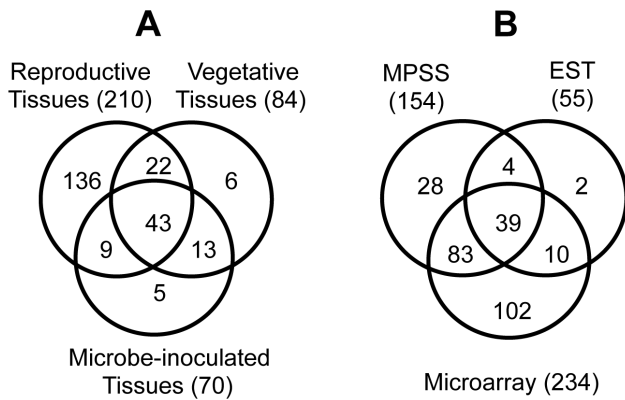 A
Reproductive
Tissues (210)
Vegetative
Tissues (84)
136
22
6
43
9
13
5
Microbe-inoculated
Tissues (70)
B
MPSS
(154)
EST
(55)
28
4
2
39
83
10
102
Microarray (234)